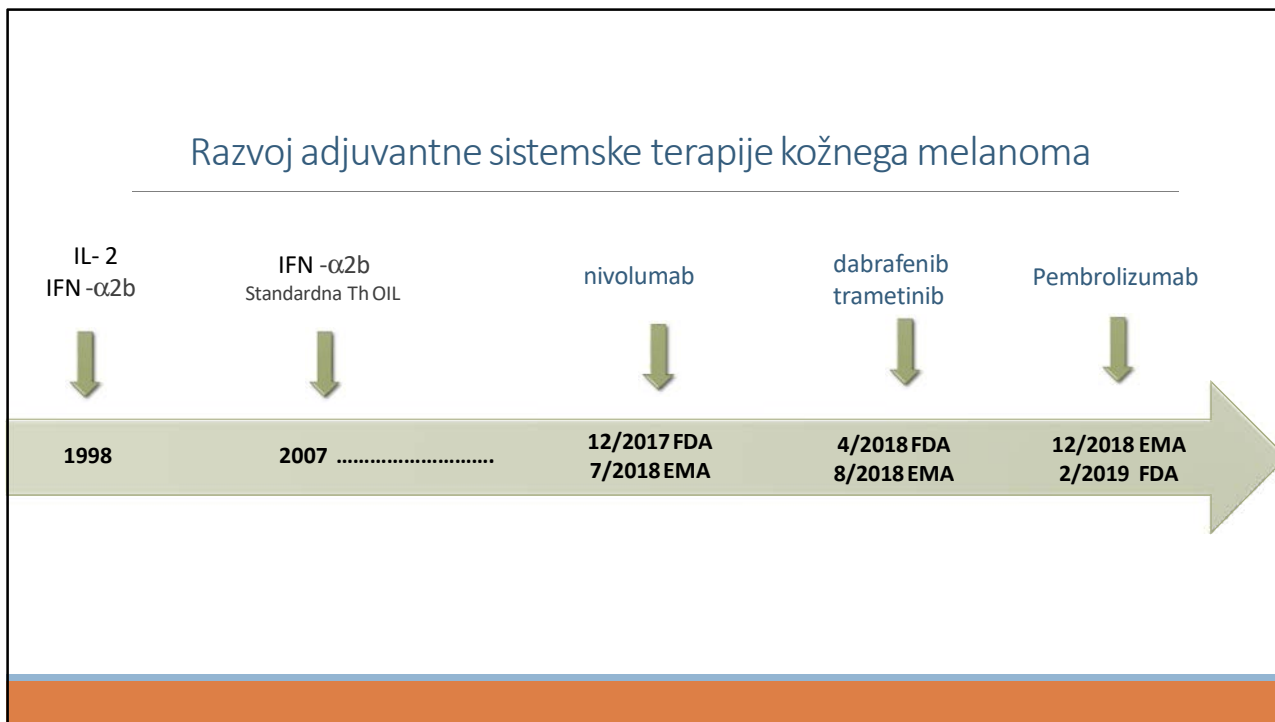 Razvoj adjuvantne sistemske terapije kožnega melanoma
IL- 2
IFN -α2b
IFN -α2b
Standardna Th OIL
nivolumab
dabrafenib
trametinib
Pembrolizumab
1998
2007 ……………………….
12/2017 FDA
7/2018 EMA
4/2018 FDA
8/2018 EMA
12/2018 EMA
2/2019 FDA